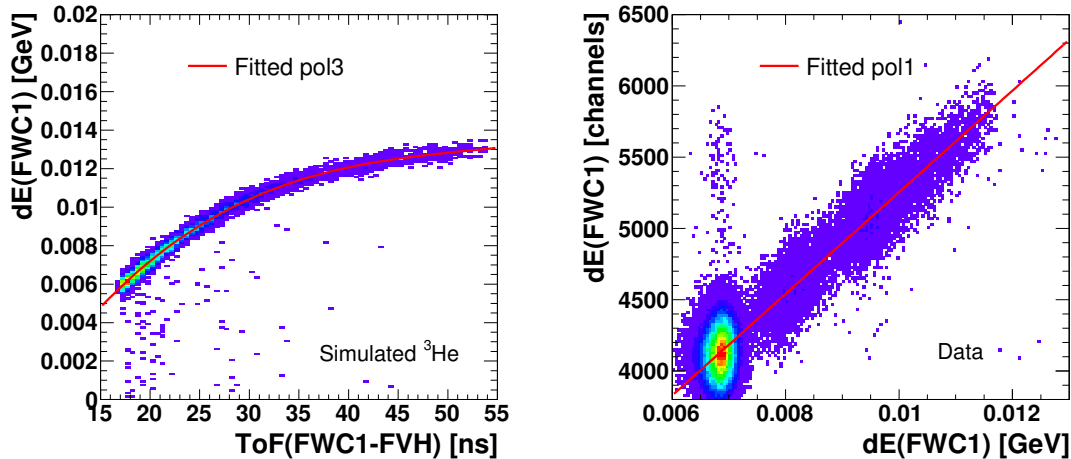 dE(FWC1) [GeV]
0.02
0.018
0.016
0.014
0.012
0.01
0.008
0.006
0.004
0.002
0
Fitted pol3
Simulated ³He
15 20 25 30 35 40 45 50 55
ToF(FWC1-FVH) [ns]
dE(FWC1) [channels]
6500
6000
5500
5000
4500
4000
Fitted pol1
Data
0.006 0.008 0.01 0.012
dE(FWC1) [GeV]